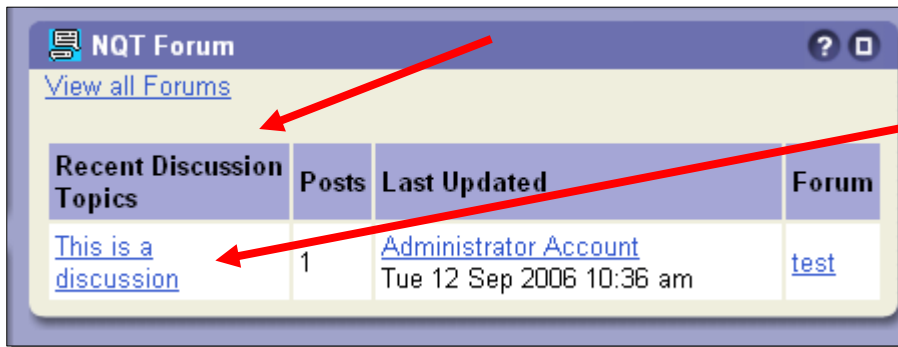 NQT Forum ?
View all Forums
Recent Discussion Topics Posts Last Updated Forum
This is a discussion 1 Administrator Account Tue 12 Sep 2006 10:36 am test